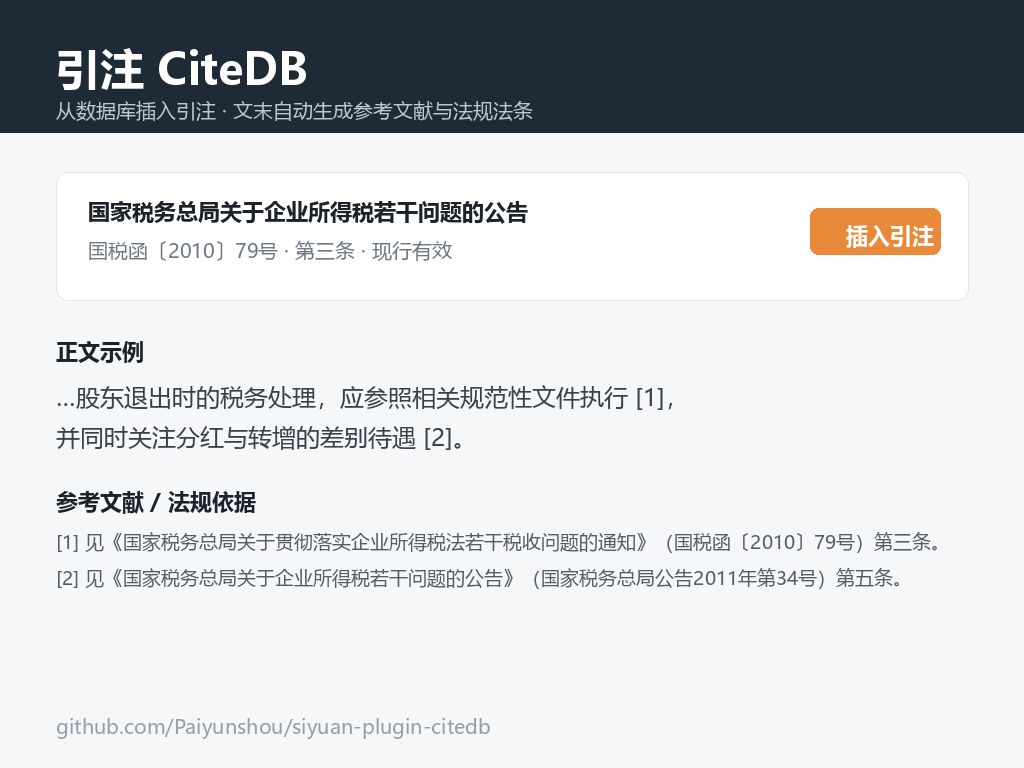 引注 CiteDB
从数据库插入引注 · 文末自动生成参考文献与法规法条
国家税务总局关于企业所得税若干问题的公告
国税函〔2010〕79号 · 第三条 · 现行有效
插入引注
正文示例
…股东退出时的税务处理，应参照相关规范性文件执行 [1]，
并同时关注分红与转增的差别待遇 [2]。
参考文献 / 法规依据
[1] 见《国家税务总局关于贯彻落实企业所得税法若干税收问题的通知》（国税函〔2010〕79号）第三条。
[2] 见《国家税务总局关于企业所得税若干问题的公告》（国家税务总局公告2011年第34号）第五条。
github.com/Paiyunshou/siyuan-plugin-citedb